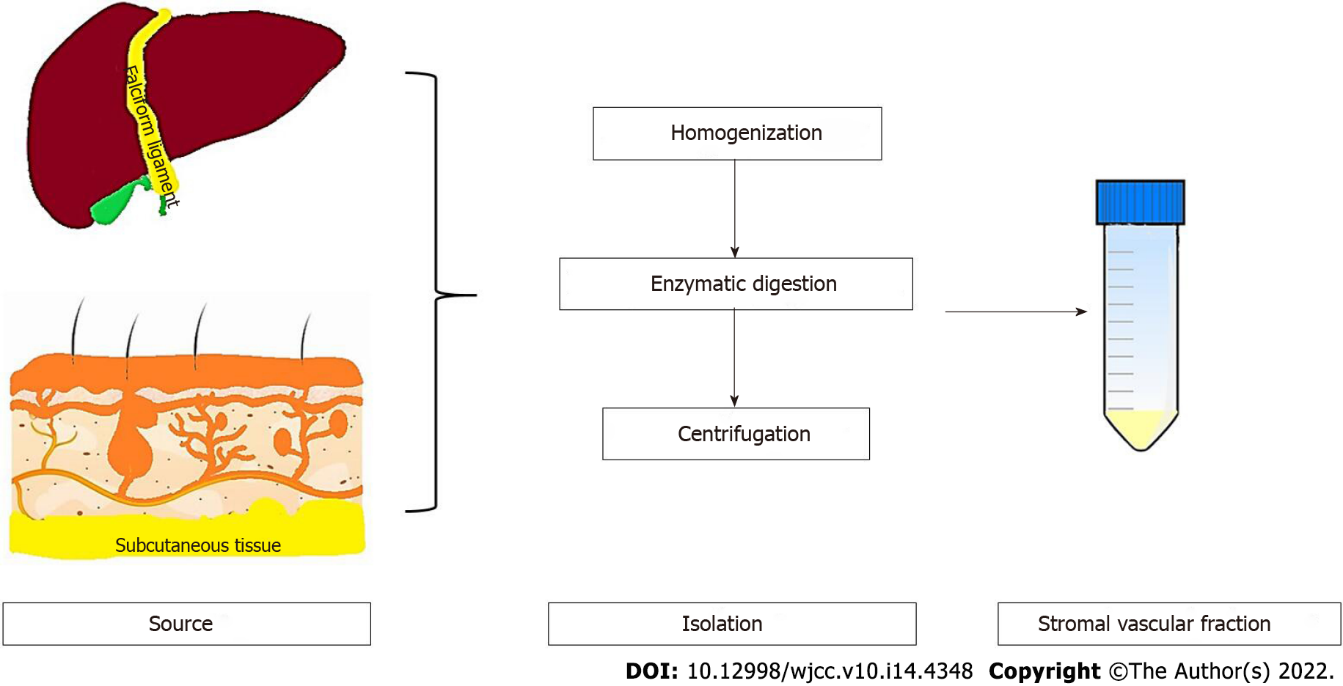 Falciform ligament
Subcutaneous tissue
Source
Homogenization
Enzymatic digestion
Centrifugation
Isolation
Stromal vascular fraction
DOI: 10.12998/wjcc.v10.i14.4348 Copyright ©The Author(s) 2022.